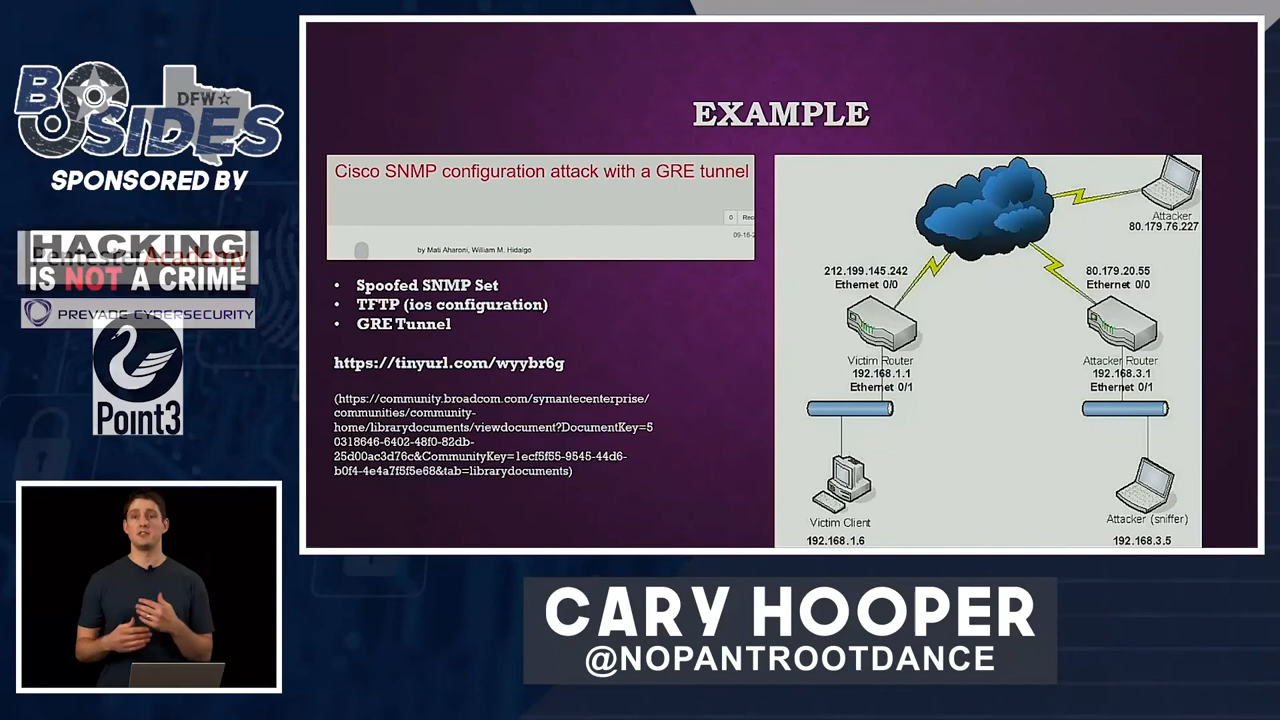 BSIDES
DFW
SPONSORED BY
HACKING
IS NOT A CRIME
PREVADE CYBERSECURITY
Point3
EXAMPLE
Cisco SNMP configuration attack with a GRE tunnel
0 Rec
09-16-2
by Mati Aharoni, William M. Hidalgo
• Spoofed SNMP Set
• TFTP (ios configuration)
• GRE Tunnel
https://tinyurl.com/wyybr6g
(https://community.broadcom.com/symantecenterprise/
communities/community-
home/librarydocuments/viewdocument?DocumentKey=5
0318646-6402-48f0-82db-
25d00ac3d76c&CommunityKey=1ecf5f55-9545-44d6-
b0f4-4e4a7f5f5e68&tab=librarydocuments)
Attacker
80.179.76.227
212.199.145.242
Ethernet 0/0
80.179.20.55
Ethernet 0/0
Victim Router
192.168.1.1
Ethernet 0/1
Attacker Router
192.168.3.1
Ethernet 0/1
Victim Client
192.168.1.6
Attacker (sniffer)
192.168.3.5
CARY HOOPER
@NOPANTROOTDANCE